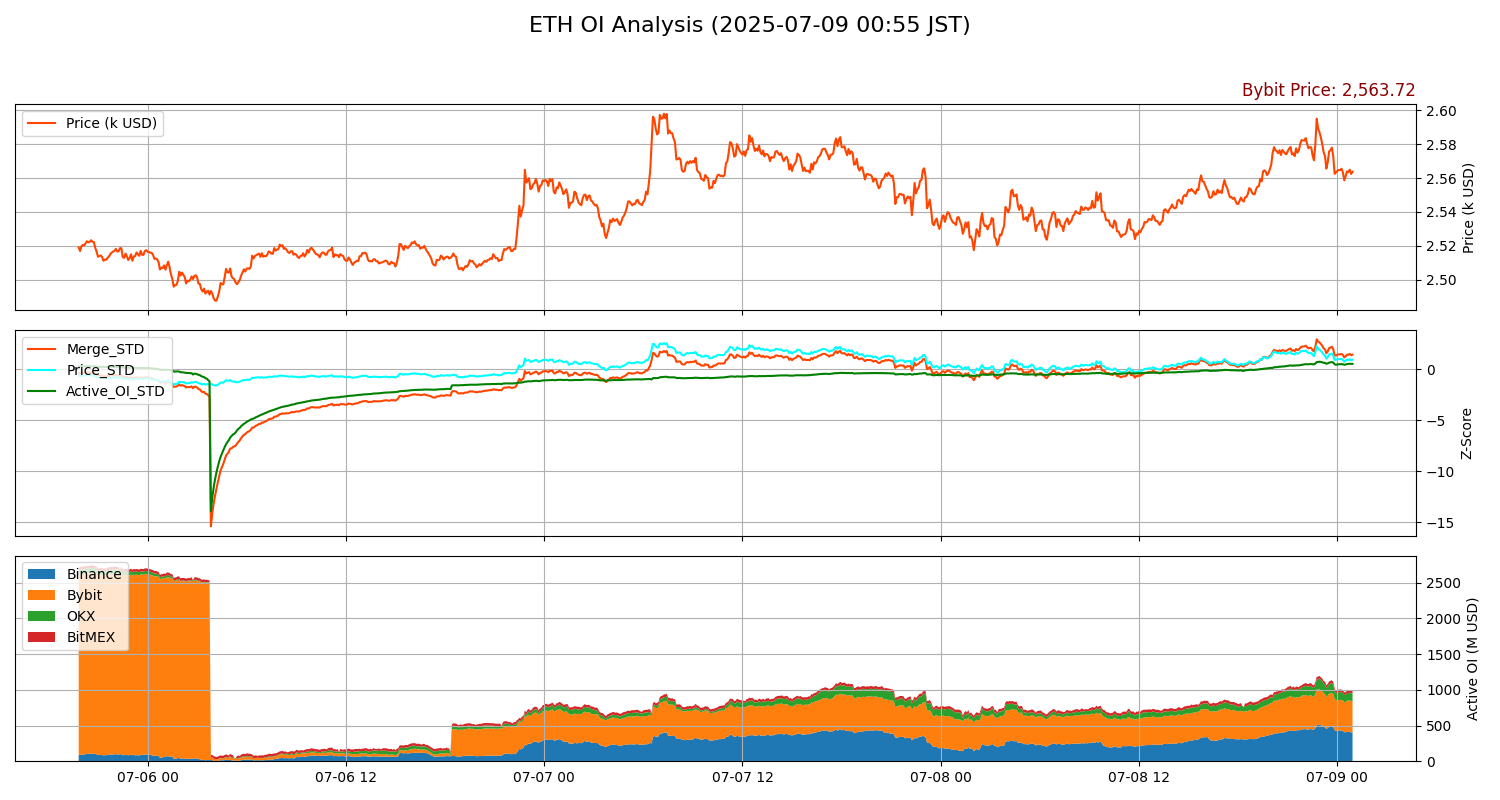 ETH OI Analysis (2025-07-09 00:55 JST)
Bybit Price: 2,563.72
Price (k USD)
2.60
2.58
2.56
2.54
2.52
2.50
Price (k USD)
Merge_STD
Price_STD
Active_OI_STD
0
−5
−10
−15
Z-Score
Binance
Bybit
OKX
BitMEX
2500
2000
1500
1000
500
0
Active OI (M USD)
07-06 00
07-06 12
07-07 00
07-07 12
07-08 00
07-08 12
07-09 00